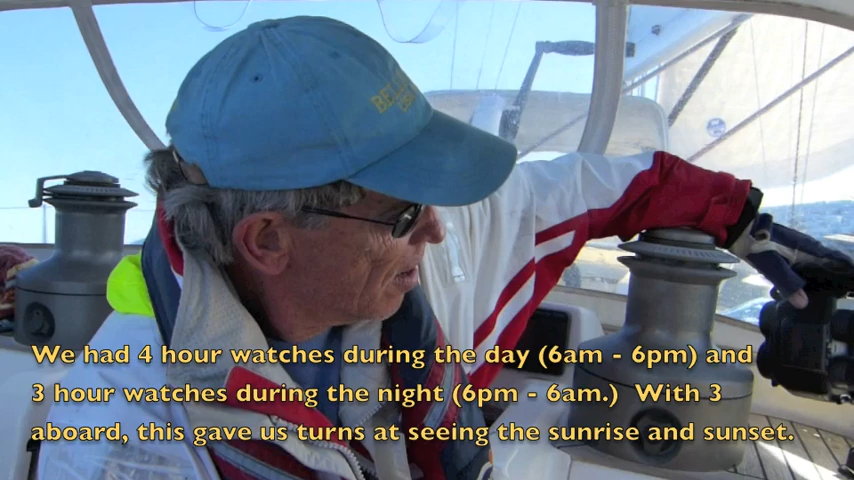 We had 4 hour watches during the day (6am - 6pm) and
3 hour watches during the night (6pm - 6am.)  With 3
aboard, this gave us turns at seeing the sunrise and sunset.